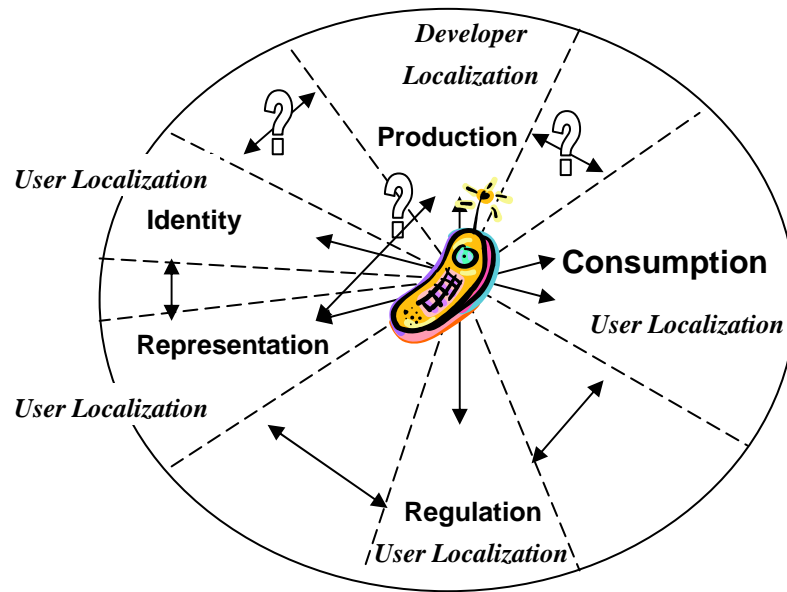 Developer
Localization
?
?
Production
User Localization
?
Identity
Consumption
User Localization
Representation
User Localization
Regulation
User Localization